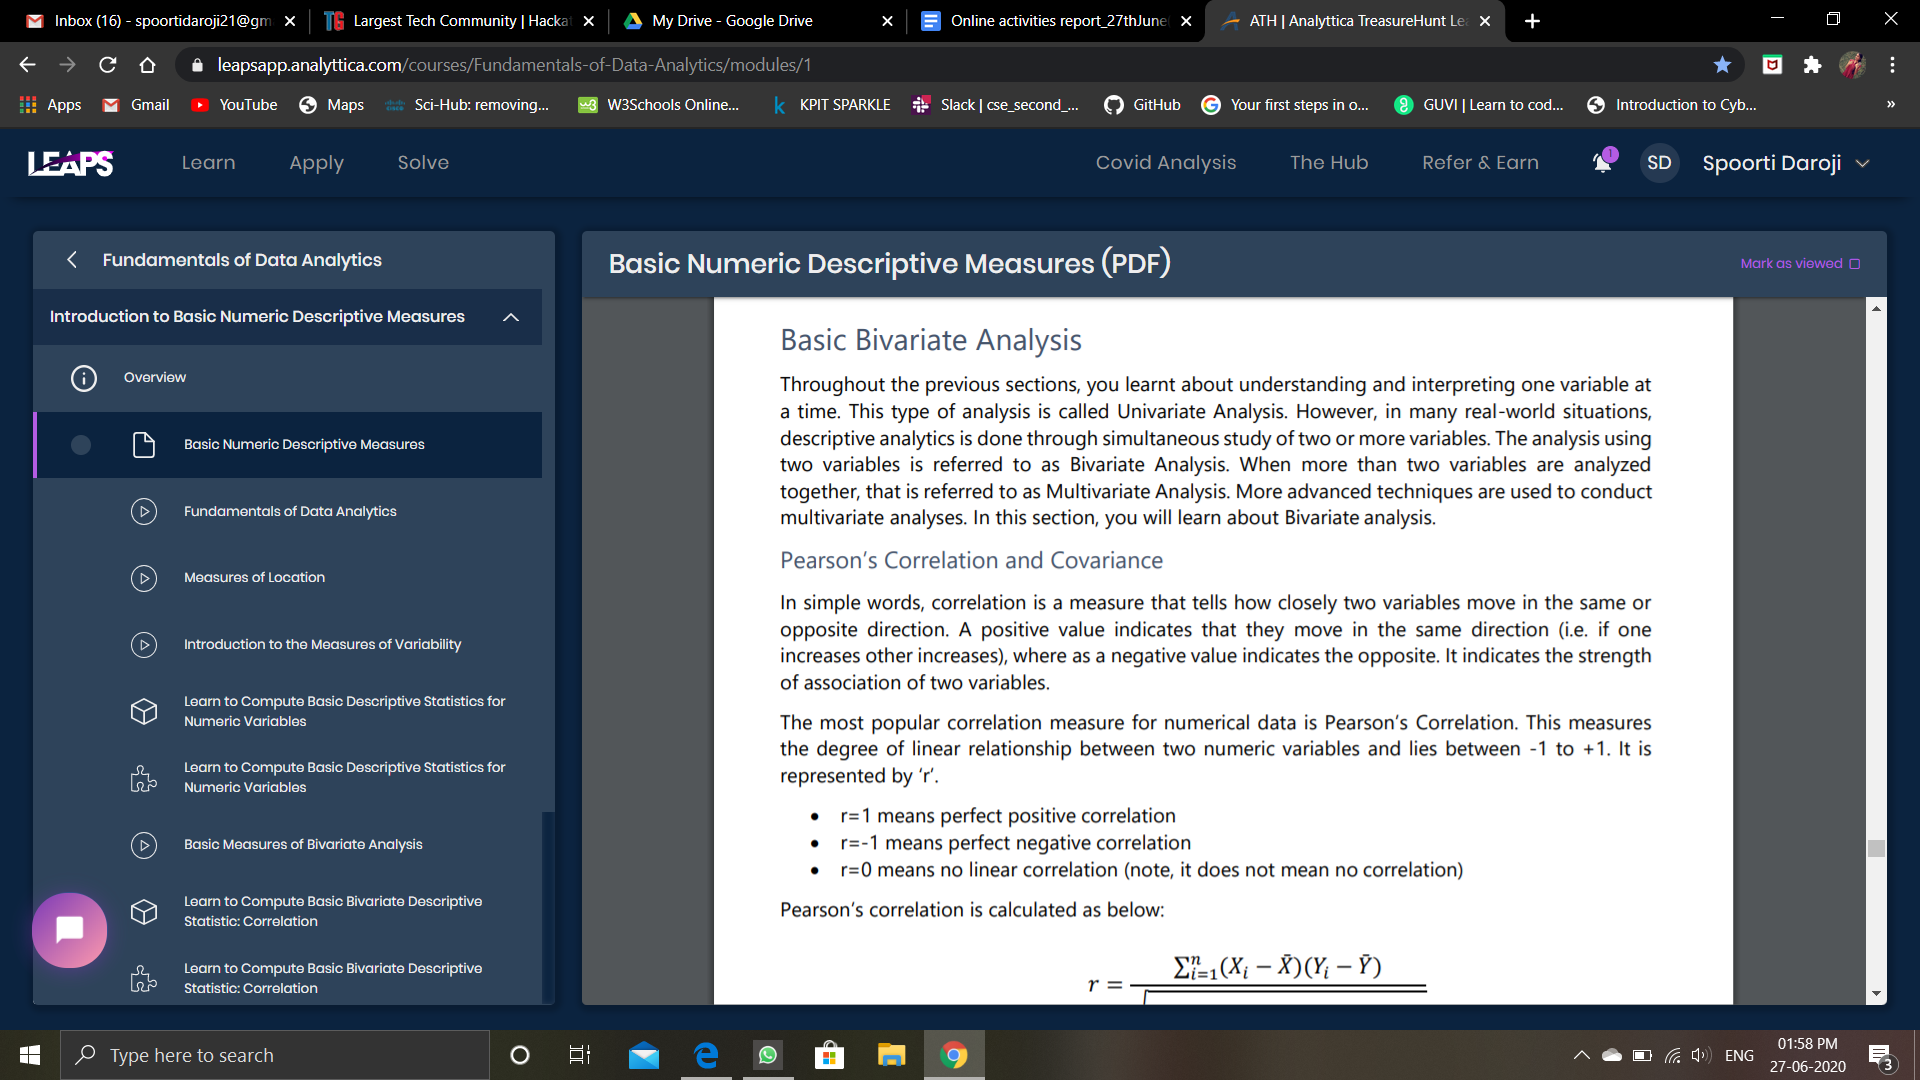 Inbox (16) - spoortidaroji21@gm
Largest Tech Community | Hacka
My Drive - Google Drive
Online activities report_27thJune
ATH | Analyttica TreasureHunt Le
leapsapp.analyttica.com/courses/Fundamentals-of-Data-Analytics/modules/1
Apps
Gmail
YouTube
Maps
Sci-Hub: removing...
W3Schools Online...
KPIT SPARKLE
Slack | cse_second_...
GitHub
Your first steps in o...
GUVI | Learn to cod...
Introduction to Cyb...
»
LEAPS
Learn
Apply
Solve
Covid Analysis
The Hub
Refer & Earn
1
SD
Spoorti Daroji
Fundamentals of Data Analytics
Introduction to Basic Numeric Descriptive Measures
Overview
Basic Numeric Descriptive Measures
Fundamentals of Data Analytics
Measures of Location
Introduction to the Measures of Variability
Learn to Compute Basic Descriptive Statistics for
Numeric Variables
Learn to Compute Basic Descriptive Statistics for
Numeric Variables
Basic Measures of Bivariate Analysis
Learn to Compute Basic Bivariate Descriptive
Statistic: Correlation
Learn to Compute Basic Bivariate Descriptive
Statistic: Correlation
Basic Numeric Descriptive Measures (PDF)
Mark as viewed
Basic Bivariate Analysis
Throughout the previous sections, you learnt about understanding and interpreting one variable at
a time. This type of analysis is called Univariate Analysis. However, in many real-world situations,
descriptive analytics is done through simultaneous study of two or more variables. The analysis using
two variables is referred to as Bivariate Analysis. When more than two variables are analyzed
together, that is referred to as Multivariate Analysis. More advanced techniques are used to conduct
multivariate analyses. In this section, you will learn about Bivariate analysis.
Pearson's Correlation and Covariance
In simple words, correlation is a measure that tells how closely two variables move in the same or
opposite direction. A positive value indicates that they move in the same direction (i.e. if one
increases other increases), where as a negative value indicates the opposite. It indicates the strength
of association of two variables.
The most popular correlation measure for numerical data is Pearson's Correlation. This measures
the degree of linear relationship between two numeric variables and lies between -1 to +1. It is
represented by 'r'.
• r=1 means perfect positive correlation
• r=-1 means perfect negative correlation
• r=0 means no linear correlation (note, it does not mean no correlation)
Pearson's correlation is calculated as below:
∑ⁿᵢ₌₁(Xᵢ − X̄)(Yᵢ − Ȳ)
r =
Type here to search
ENG
01:58 PM
27-06-2020
3